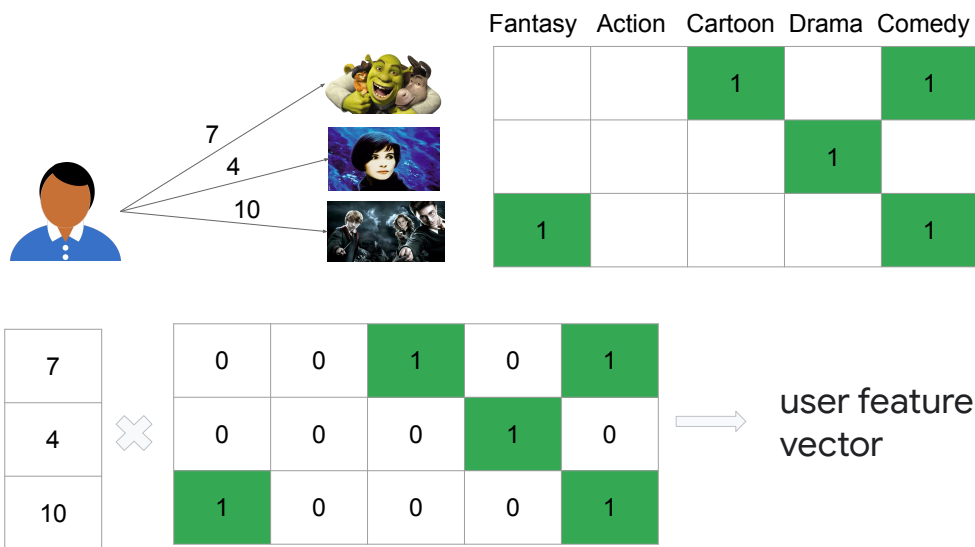 Fantasy Action Cartoon Drama Comedy
1 1
1
1 1
7
4
10
7
4
10
0 0 1 0 1
0 0 0 1 0
1 0 0 0 1
user feature
vector